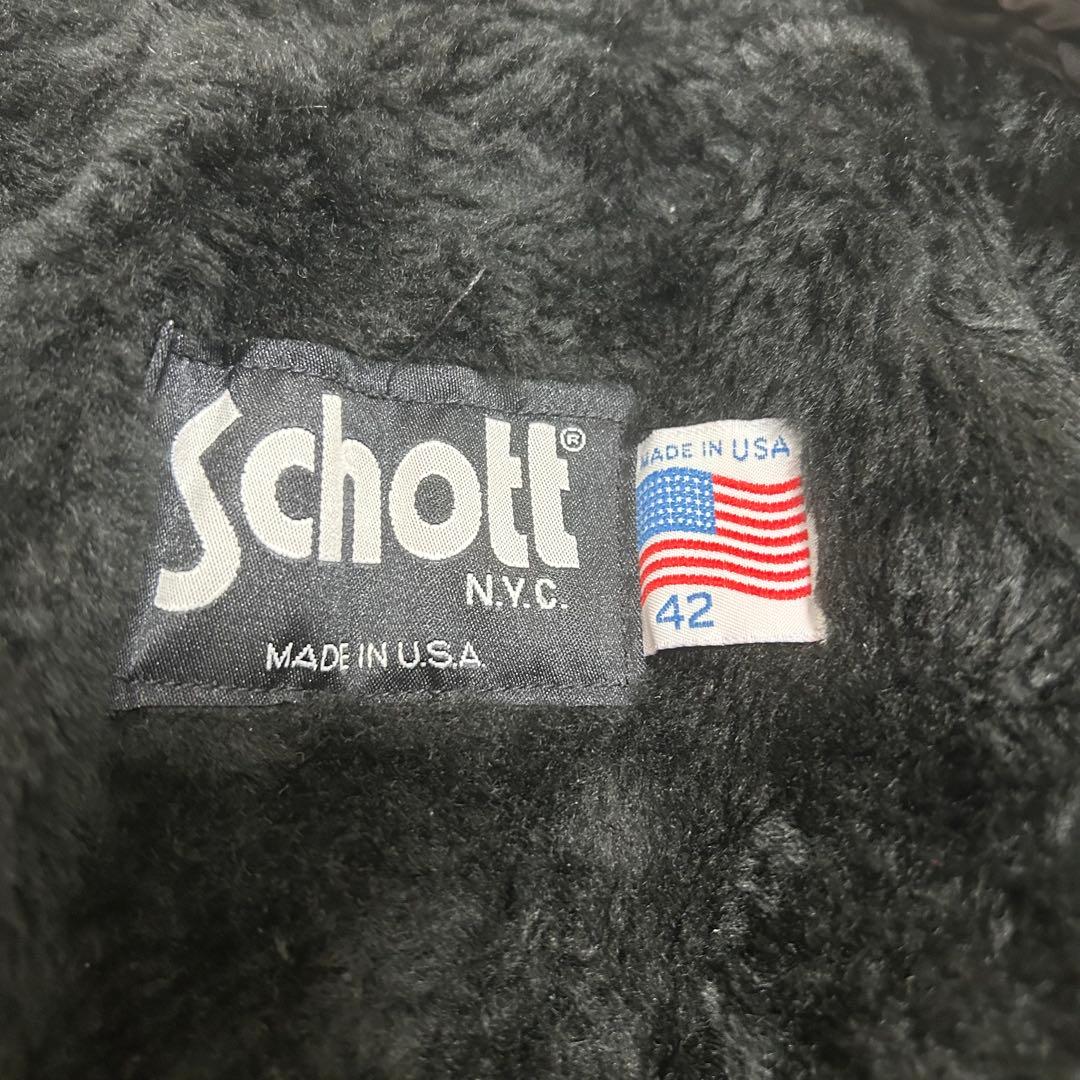 Schott®
N.Y.C.
MADE IN U.S.A.
MADE IN USA
42